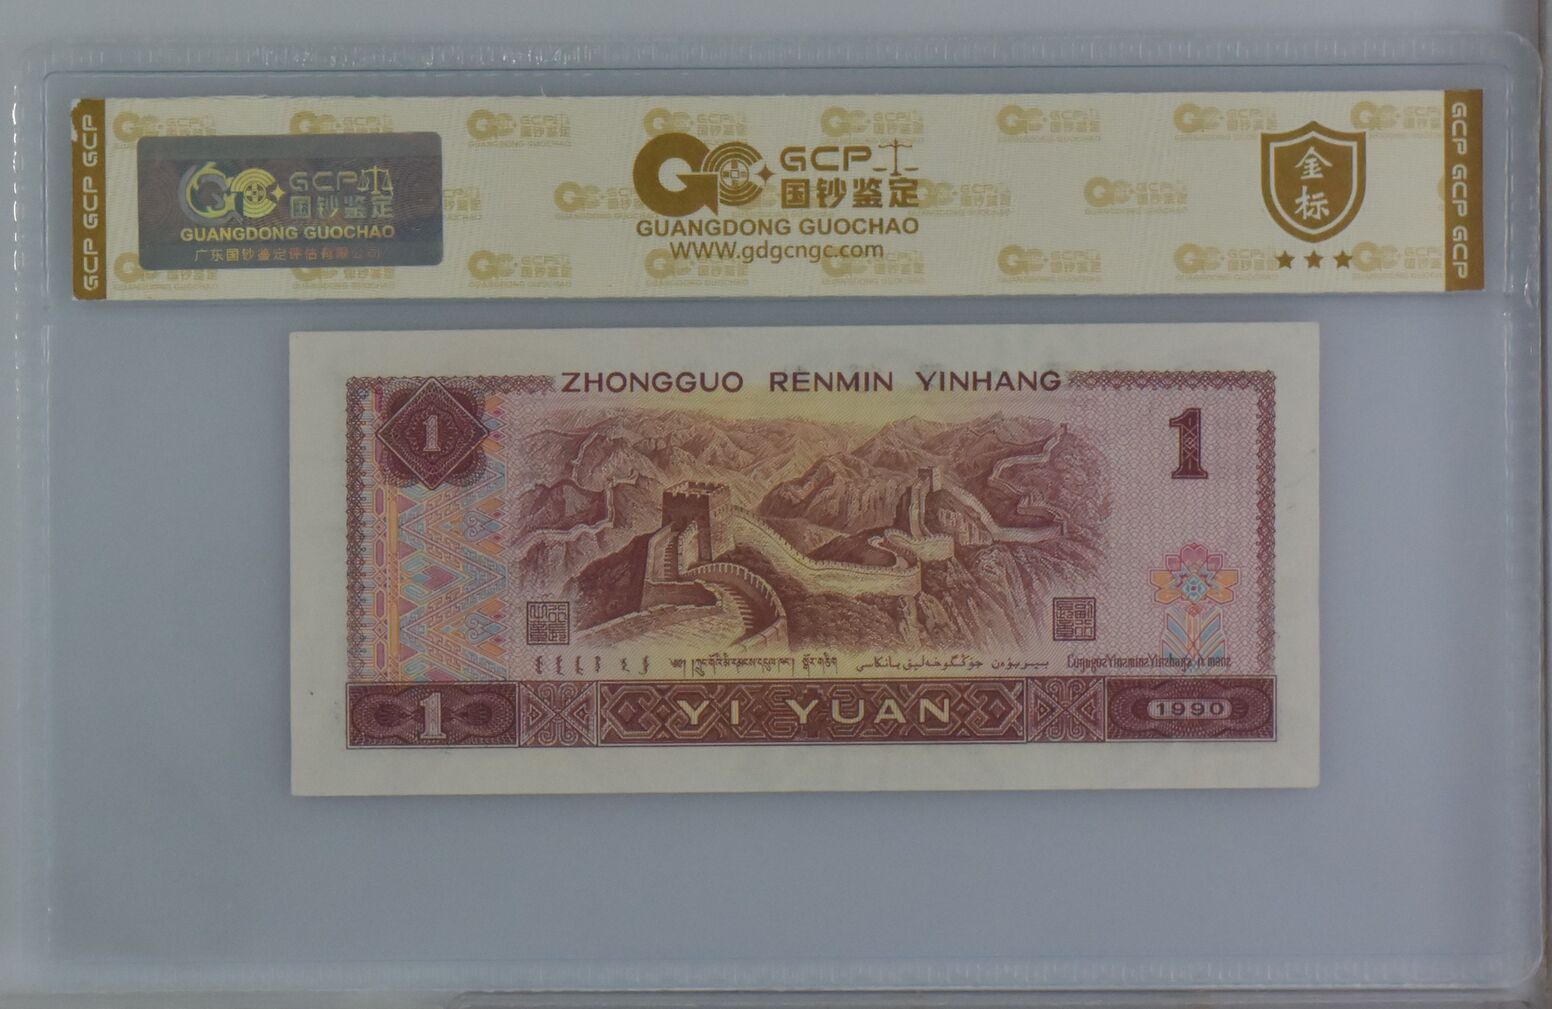 GCP GCP GCP
GCP
国钞鉴定
GUANGDONG GUOCHAO
广东国钞鉴定评估有限公司
GCP
国钞鉴定
GUANGDONG GUOCHAO
www.gdgcngc.com
金标
GCP GCP GCP
ZHONGGUO RENMIN YINHANG
1
1
YI YUAN
1
1990